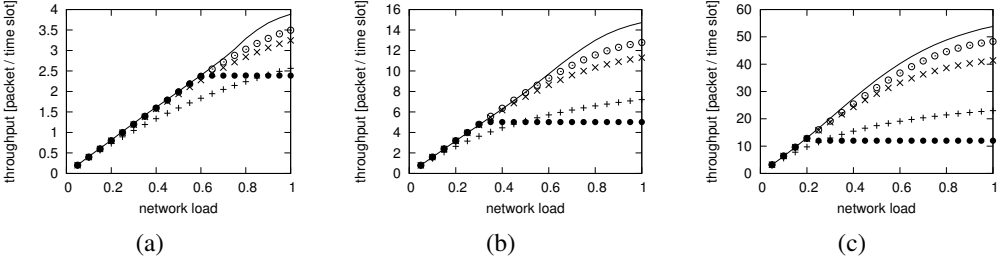 throughput [packet / time slot]
4
3.5
3
2.5
2
1.5
1
0.5
0
0 0.2 0.4 0.6 0.8 1
network load
(a)
throughput [packet / time slot]
16
14
12
10
8
6
4
2
0
0 0.2 0.4 0.6 0.8 1
network load
(b)
throughput [packet / time slot]
60
50
40
30
20
10
0
0 0.2 0.4 0.6 0.8 1
network load
(c)